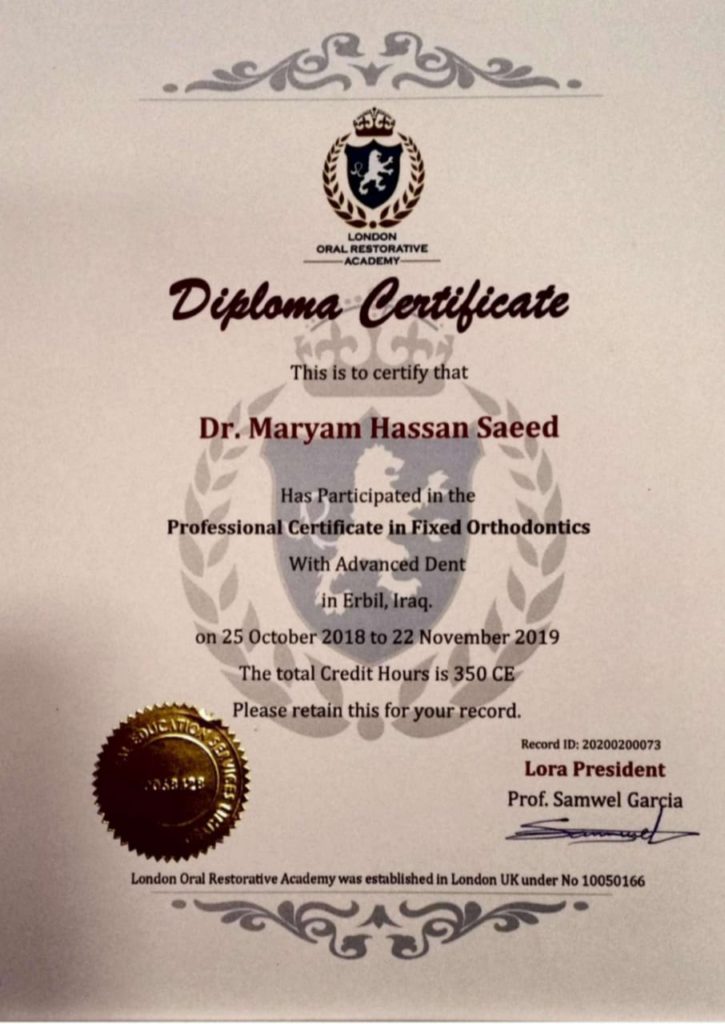 LONDON
ORAL RESTORATIVE
ACADEMY
Diploma Certificate
This is to certify that
Dr. Maryam Hassan Saeed
Has Participated in the
Professional Certificate in Fixed Orthodontics
With Advanced Dent
in Erbil, Iraq.
on 25 October 2018 to 22 November 2019
The total Credit Hours is 350 CE
Please retain this for your record.
EDUCATION SERVICES
Record ID: 20200200073
Lora President
Prof. Samwel Garcia
Samwel
London Oral Restorative Academy was established in London UK under No 10050166